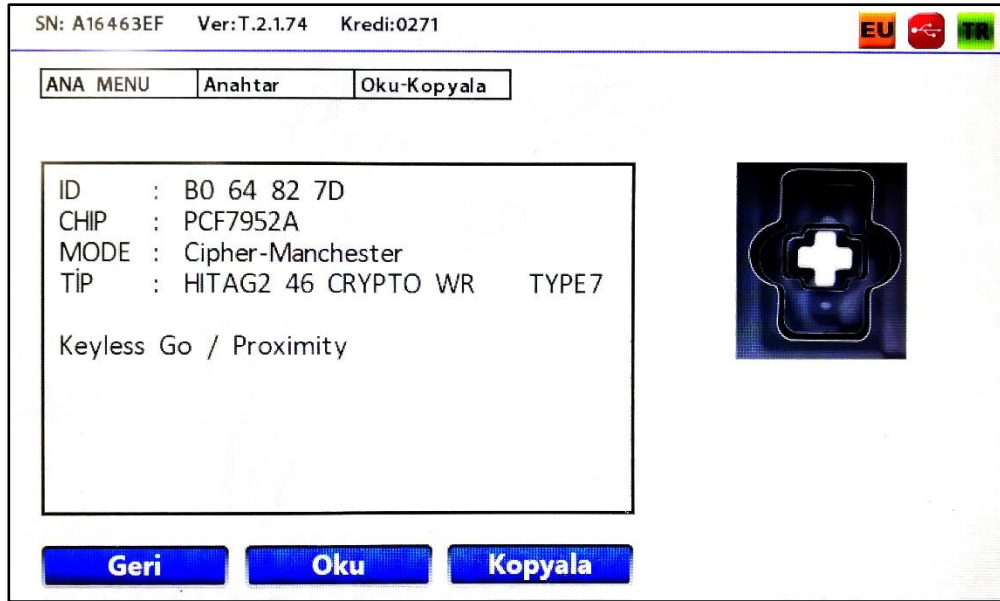 SN: A16463EF Ver:T.2.1.74 Kredi:0271 EU TR
ANA MENU Anahtar Oku-Kopyala
ID : B0 64 82 7D
CHIP : PCF7952A
MODE : Cipher-Manchester
TİP : HITAG2 46 CRYPTO WR TYPE7
Keyless Go / Proximity
Geri Oku Kopyala